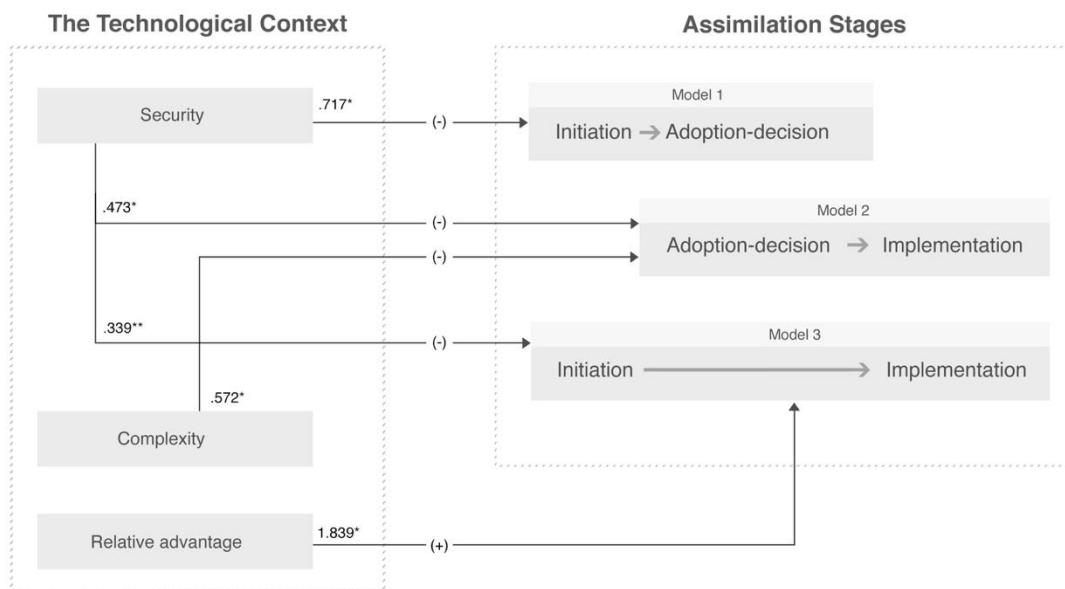 The Technological Context
Assimilation Stages
Security
.717*
(-)
Model 1
Initiation → Adoption-decision
.473*
(-)
Model 2
(-)
Adoption-decision → Implementation
.339**
(-)
Model 3
Initiation → Implementation
.572*
Complexity
Relative advantage
1.839*
(+)